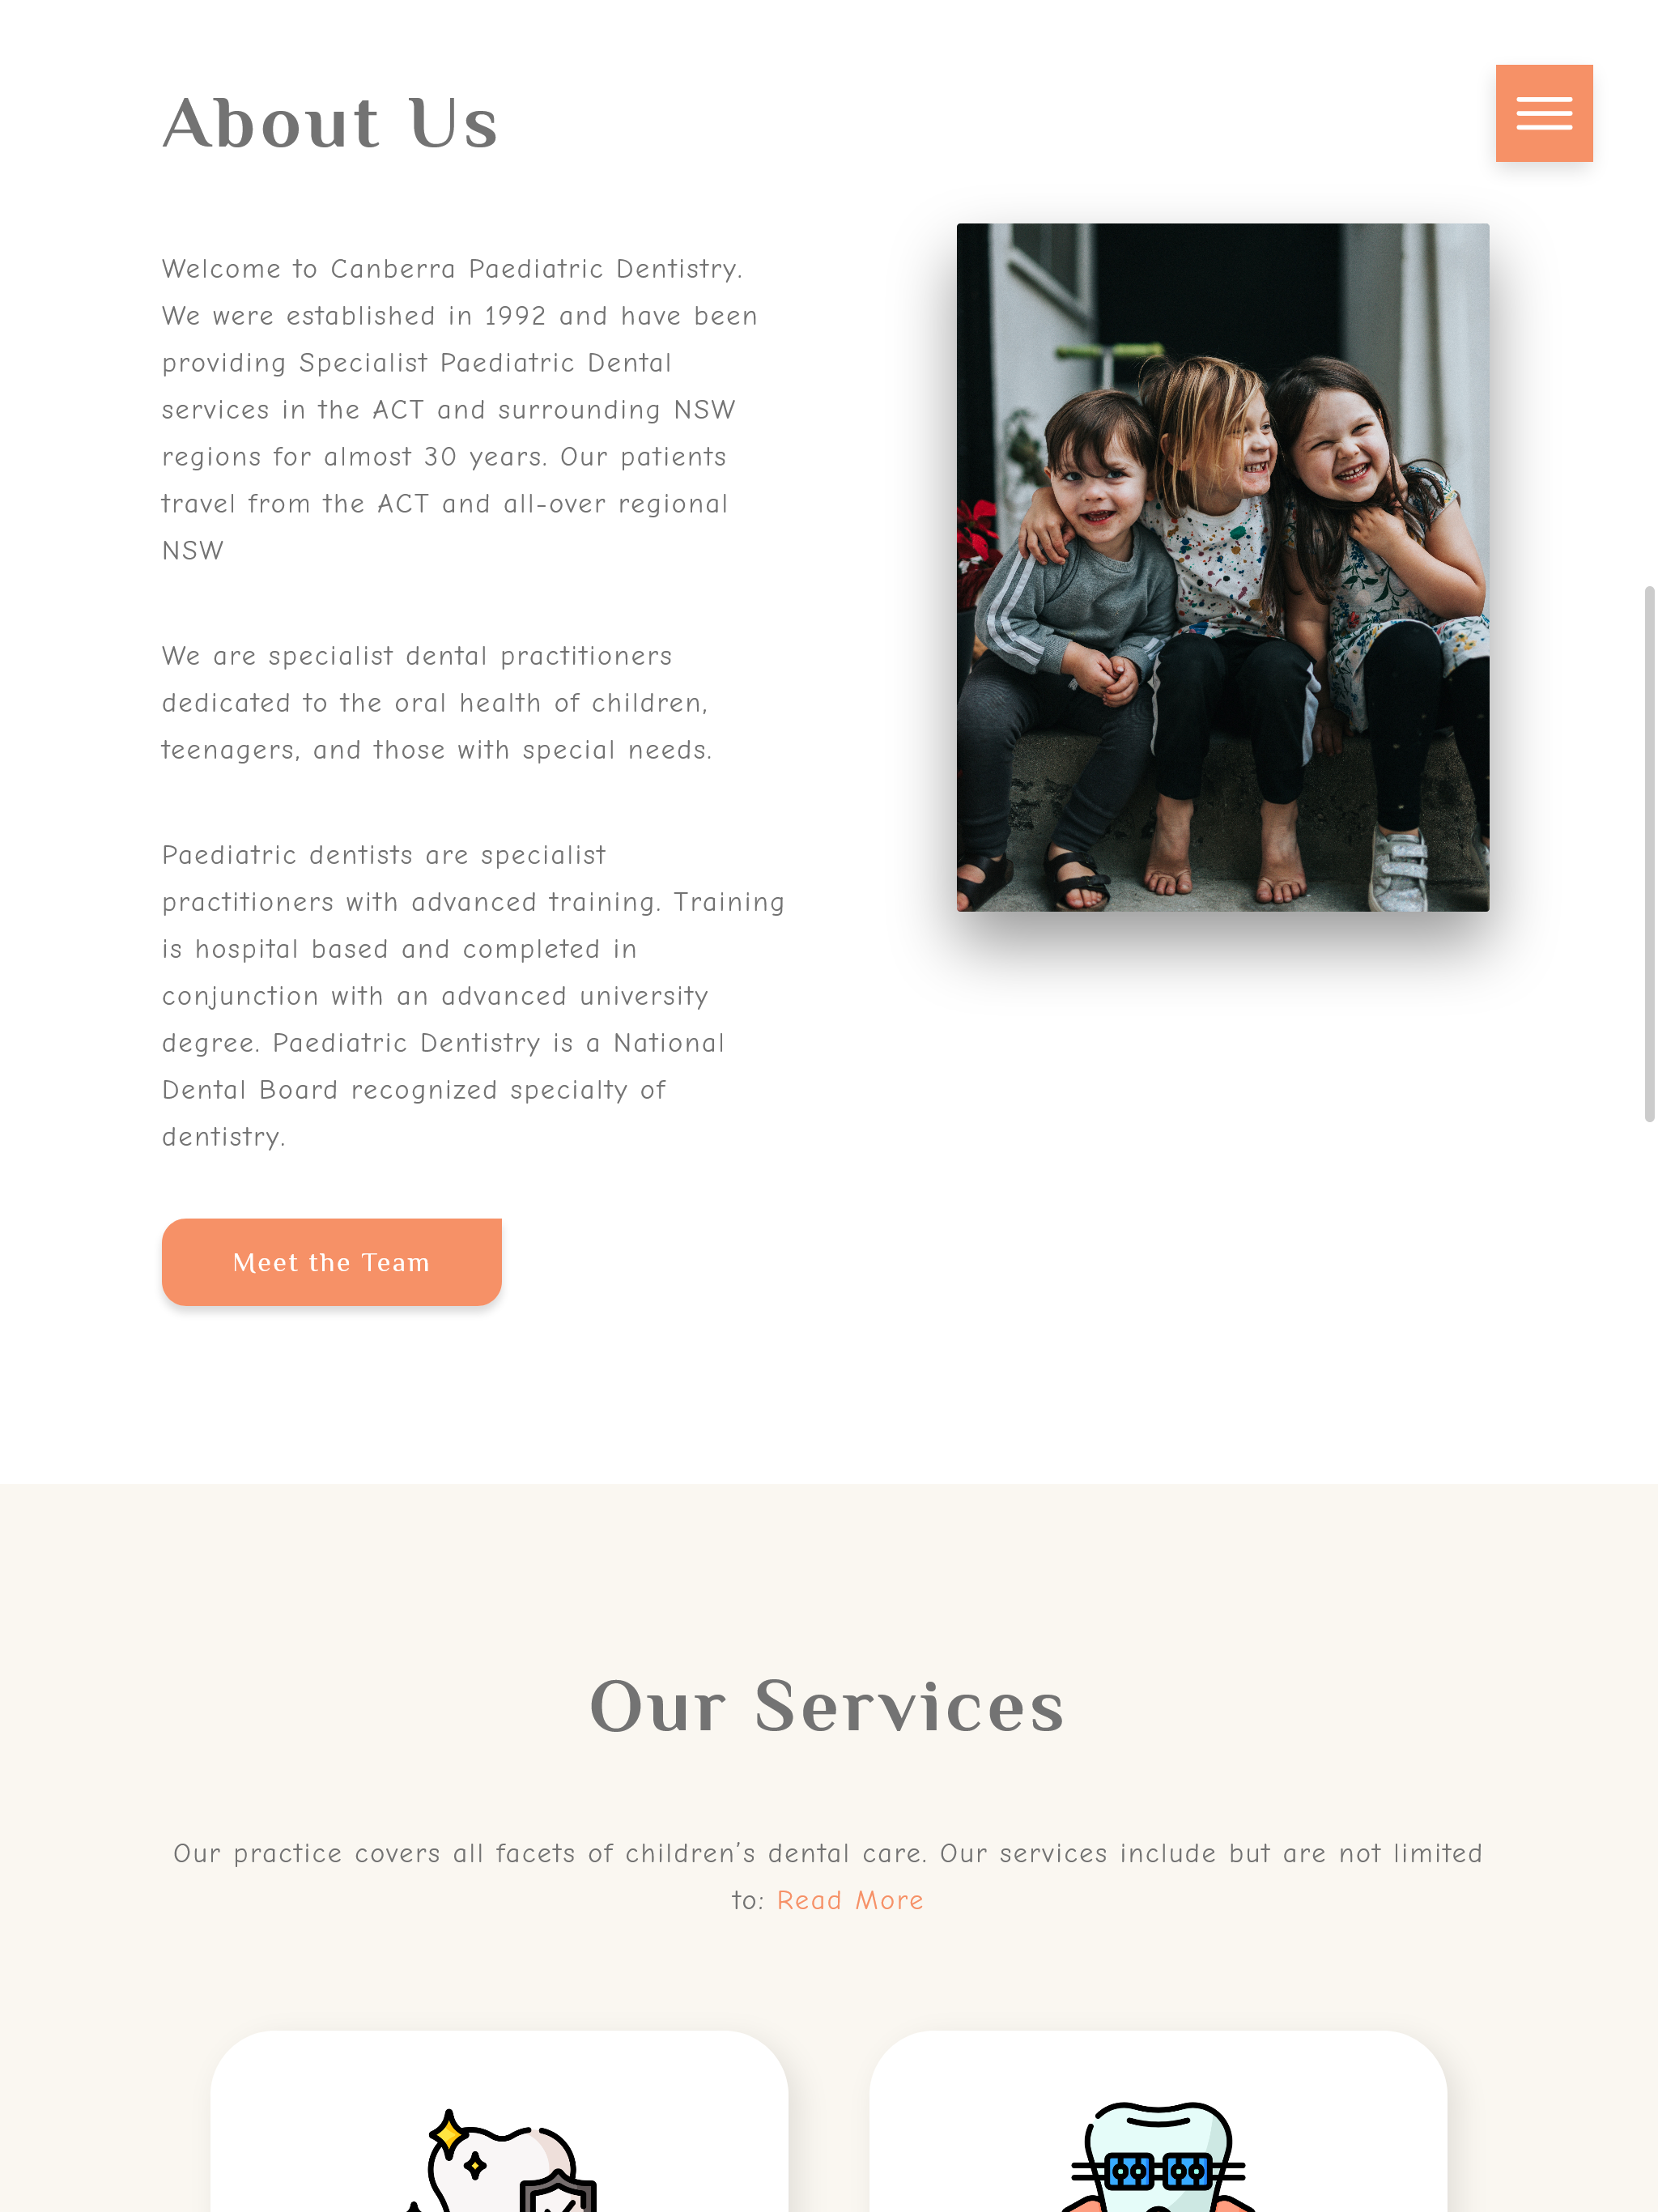 About Us
Welcome to Canberra Paediatric Dentistry.
We were established in 1992 and have been
providing Specialist Paediatric Dental
services in the ACT and surrounding NSW
regions for almost 30 years. Our patients
travel from the ACT and all-over regional
NSW
We are specialist dental practitioners
dedicated to the oral health of children,
teenagers, and those with special needs.
Paediatric dentists are specialist
practitioners with advanced training. Training
is hospital based and completed in
conjunction with an advanced university
degree. Paediatric Dentistry is a National
Dental Board recognized specialty of
dentistry.
Meet the Team
Our Services
Our practice covers all facets of children's dental care. Our services include but are not limited
to: Read More